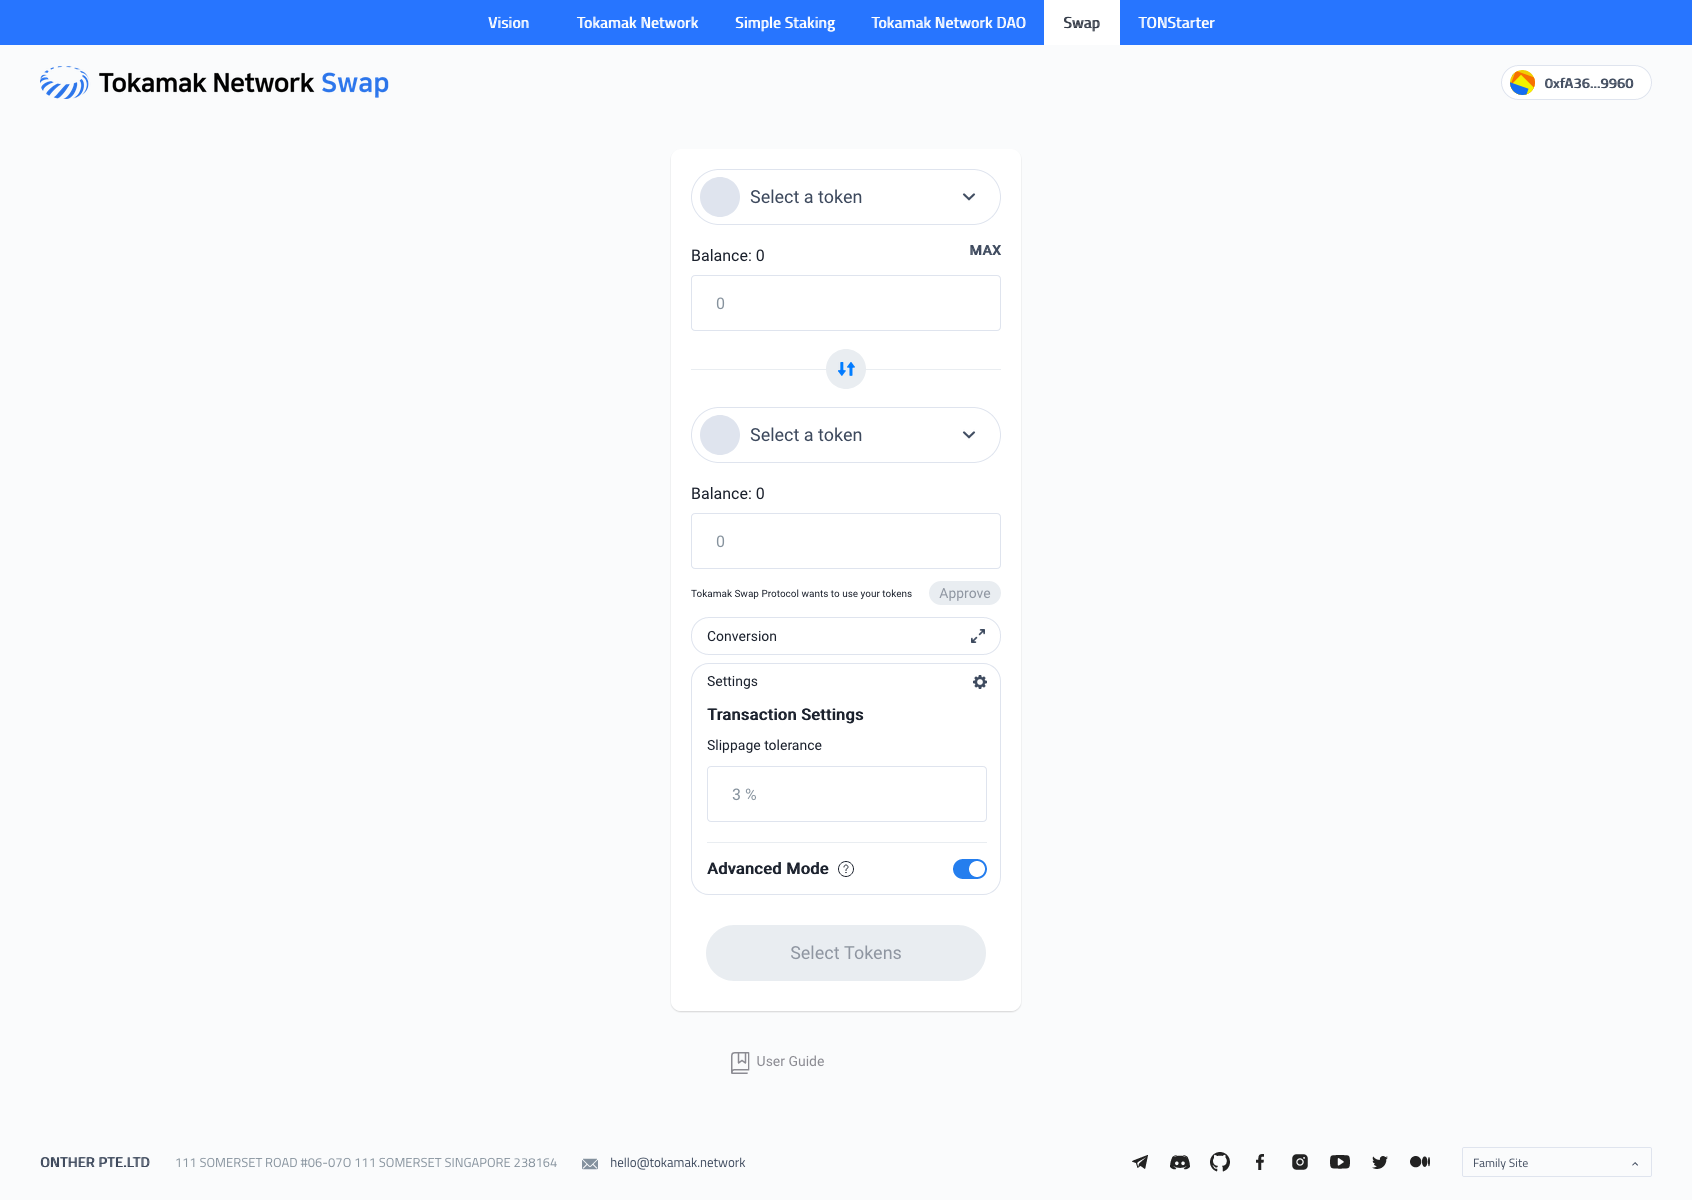 Vision Tokamak Network Simple Staking Tokamak Network DAO Swap TONStarter
Tokamak Network Swap
0xfA36...9960
Select a token
Balance: 0
MAX
0
Select a token
Balance: 0
0
Tokamak Swap Protocol wants to use your tokens
Approve
Conversion
Settings
Transaction Settings
Slippage tolerance
3 %
Advanced Mode ?
Select Tokens
User Guide
ONTHER PTE.LTD 111 SOMERSET ROAD #06-07O 111 SOMERSET SINGAPORE 238164 hello@tokamak.network
Family Site